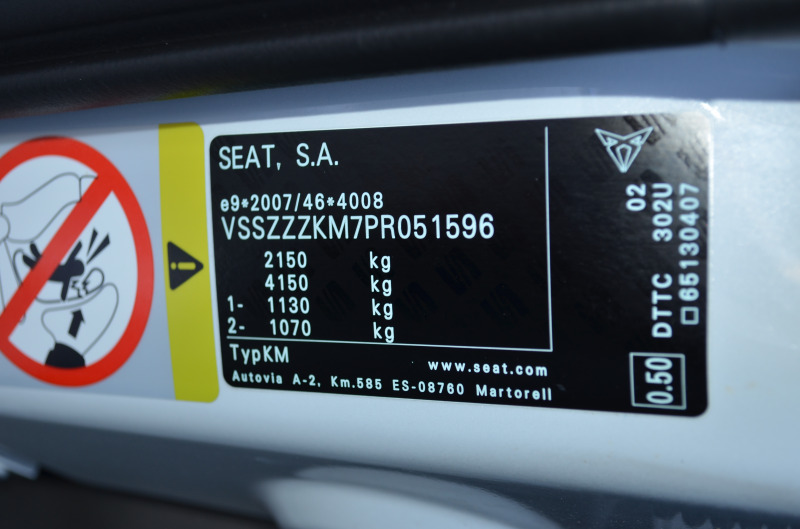 SEAT, S.A.
e9*2007/46*4008
VSSZZZKM7PR051596
2150 kg
4150 kg
1- 1130 kg
2- 1070 kg
TypKM
www.seat.com
Autovia A-2, Km.585 ES-08760 Martorell
02
DTTC 302U
□65130407
0.50